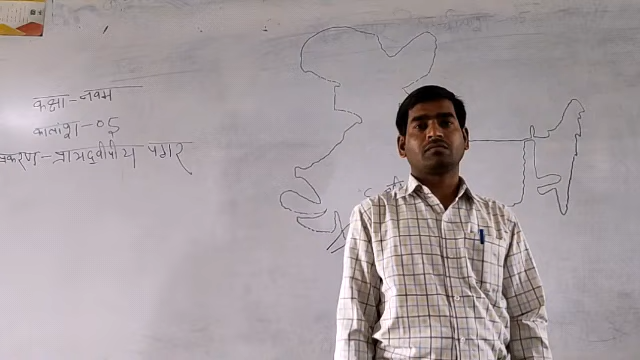 कक्षा - नवम
कालांश - 05
प्रकरण - प्रायद्वीपीय पठार